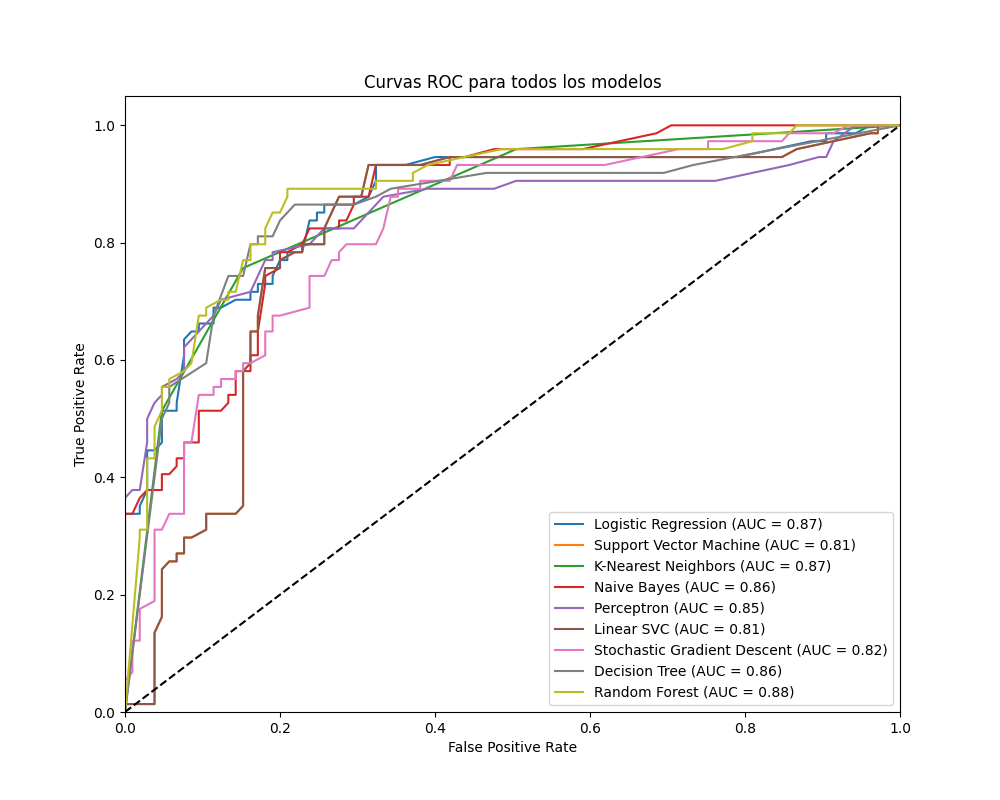 Curvas ROC para todos los modelos
True Positive Rate
1.0
0.8
0.6
0.4
0.2
0.0
0.0 0.2 0.4 0.6 0.8 1.0
False Positive Rate
Logistic Regression (AUC = 0.87)
Support Vector Machine (AUC = 0.81)
K-Nearest Neighbors (AUC = 0.87)
Naive Bayes (AUC = 0.86)
Perceptron (AUC = 0.85)
Linear SVC (AUC = 0.81)
Stochastic Gradient Descent (AUC = 0.82)
Decision Tree (AUC = 0.86)
Random Forest (AUC = 0.88)